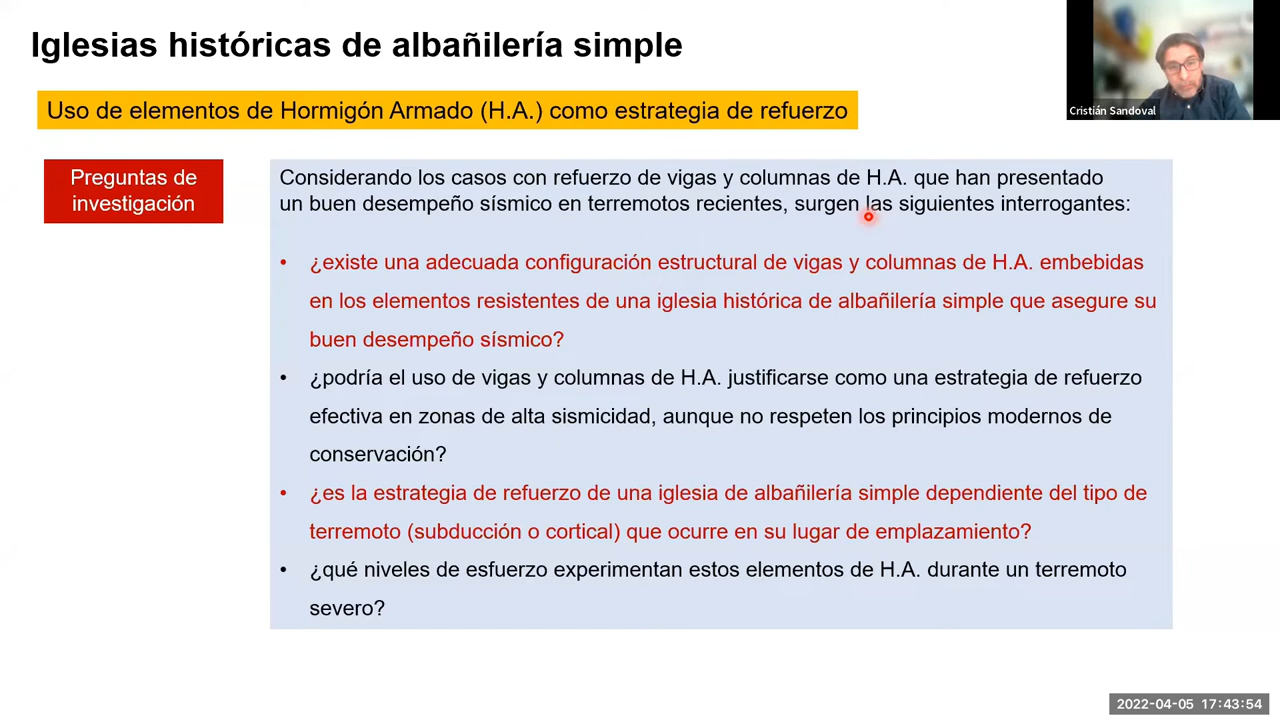 Iglesias históricas de albañilería simple
Uso de elementos de Hormigón Armado (H.A.) como estrategia de refuerzo
Cristián Sandoval
Preguntas de
investigación
Considerando los casos con refuerzo de vigas y columnas de H.A. que han presentado
un buen desempeño sísmico en terremotos recientes, surgen las siguientes interrogantes:
• ¿existe una adecuada configuración estructural de vigas y columnas de H.A. embebidas
en los elementos resistentes de una iglesia histórica de albañilería simple que asegure su
buen desempeño sísmico?
• ¿podría el uso de vigas y columnas de H.A. justificarse como una estrategia de refuerzo
efectiva en zonas de alta sismicidad, aunque no respeten los principios modernos de
conservación?
• ¿es la estrategia de refuerzo de una iglesia de albañilería simple dependiente del tipo de
terremoto (subducción o cortical) que ocurre en su lugar de emplazamiento?
• ¿qué niveles de esfuerzo experimentan estos elementos de H.A. durante un terremoto
severo?
2022-04-05 17:43:54